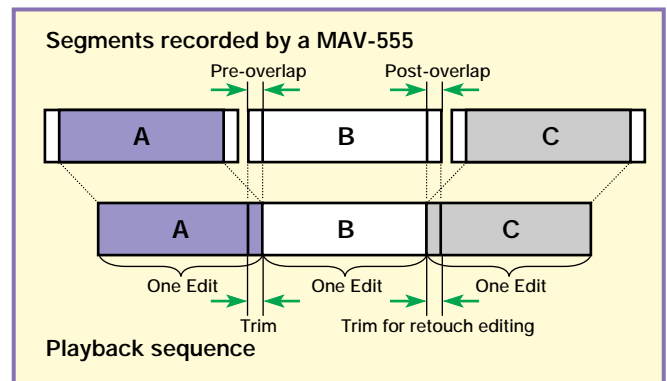 Segments recorded by a MAV-555
Pre-overlap Post-overlap
A B C
A B C
One Edit One Edit One Edit
Trim Trim for retouch editing
Playback sequence